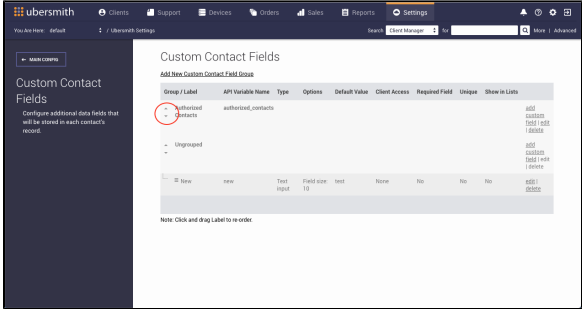 ubersmith Clients Support Devices Orders Sales Reports Settings
You Are Here: default / Ubersmith Settings Search Client Manager for More | Advanced
← MAIN CONFIG
Custom Contact
Fields
Configure additional data fields that
will be stored in each contact's
record.
Custom Contact Fields
Add New Custom Contact Field Group
Group / Label API Variable Name Type Options Default Value Client Access Required Field Unique Show in Lists
Authorized
Contacts
authorized_contacts
add
custom
field | edit
| delete
Ungrouped
add
custom
field | edit
| delete
New new Text
input
Field size:
10
test None No No No edit |
delete
Note: Click and drag Label to re-order.